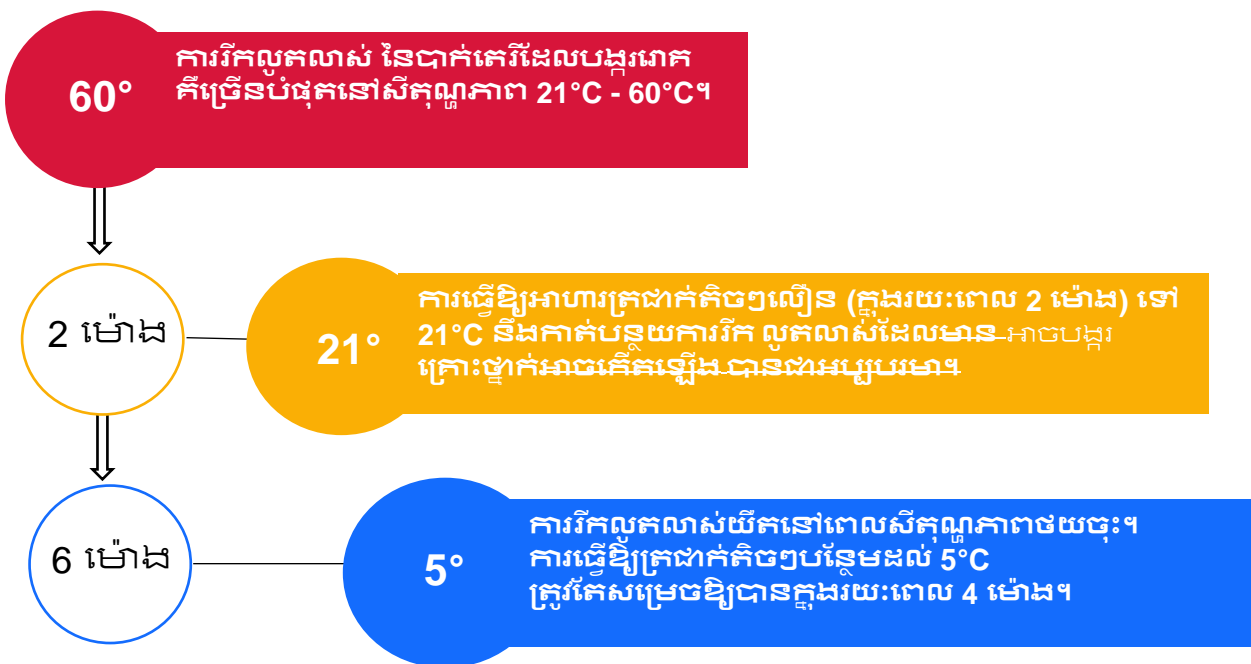 60°
ការរីកលូតលាស់ នៃបាក់តេរីដែលបង្ករោគ
គឺច្រើនបំផុតនៅសីតុណ្ហភាព 21°C - 60°C។
2 ម៉ោង
21°
ការធ្វើឱ្យអាហារត្រជាក់តិចៗលឿន (ក្នុងរយៈពេល 2 ម៉ោង) ទៅ
21°C នឹងកាត់បន្ថយការរីក លូតលាស់ដែលមាន អាចបង្ករ
គ្រោះថ្នាក់អាចកើតឡើង បានជាអប្បបរមា។
6 ម៉ោង
5°
ការរីកលូតលាស់យឺតនៅពេលសីតុណ្ហភាពថយចុះ។
ការធ្វើឱ្យត្រជាក់តិចៗបន្ថែមដល់ 5°C
ត្រូវតែសម្រេចឱ្យបានក្នុងរយៈពេល 4 ម៉ោង។